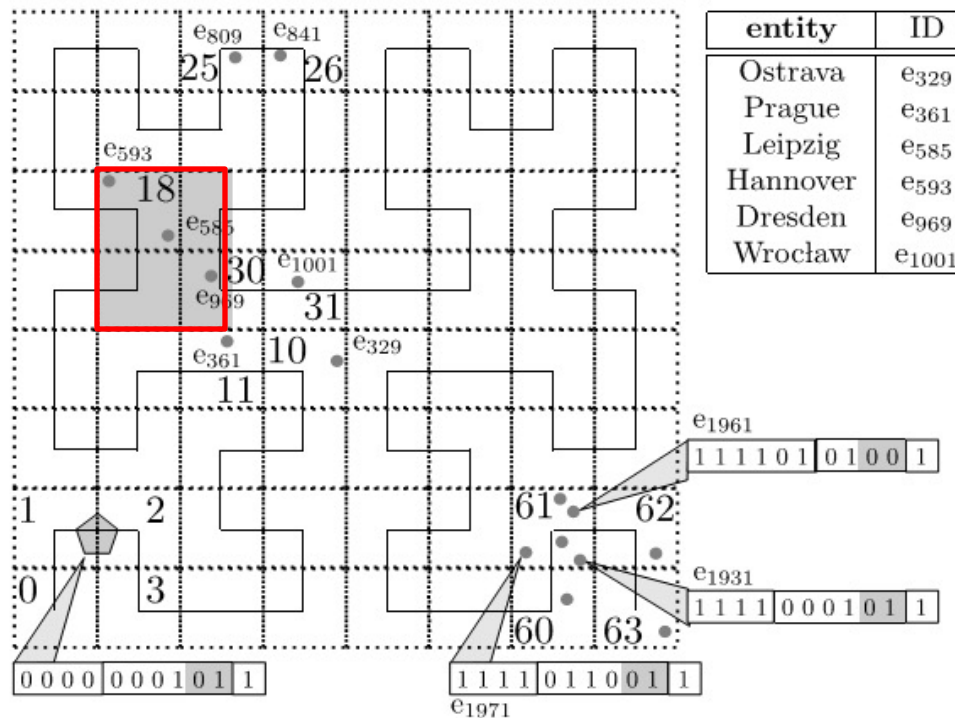 e809 e841
25 26
e593
18
e585
30 e1001
e969
31
e361 10 e329
11
entity ID
Ostrava e329
Prague e361
Leipzig e585
Hannover e593
Dresden e969
Wrocław e1001
e1961
1 1 1 1 0 1 0 1 0 0 1
1 2
61 62
0 3
60 63
e1931
1 1 1 1 0 0 0 1 0 1 1
0 0 0 0 0 0 0 1 0 1 1
1 1 1 1 0 1 1 0 0 1 1
e1971